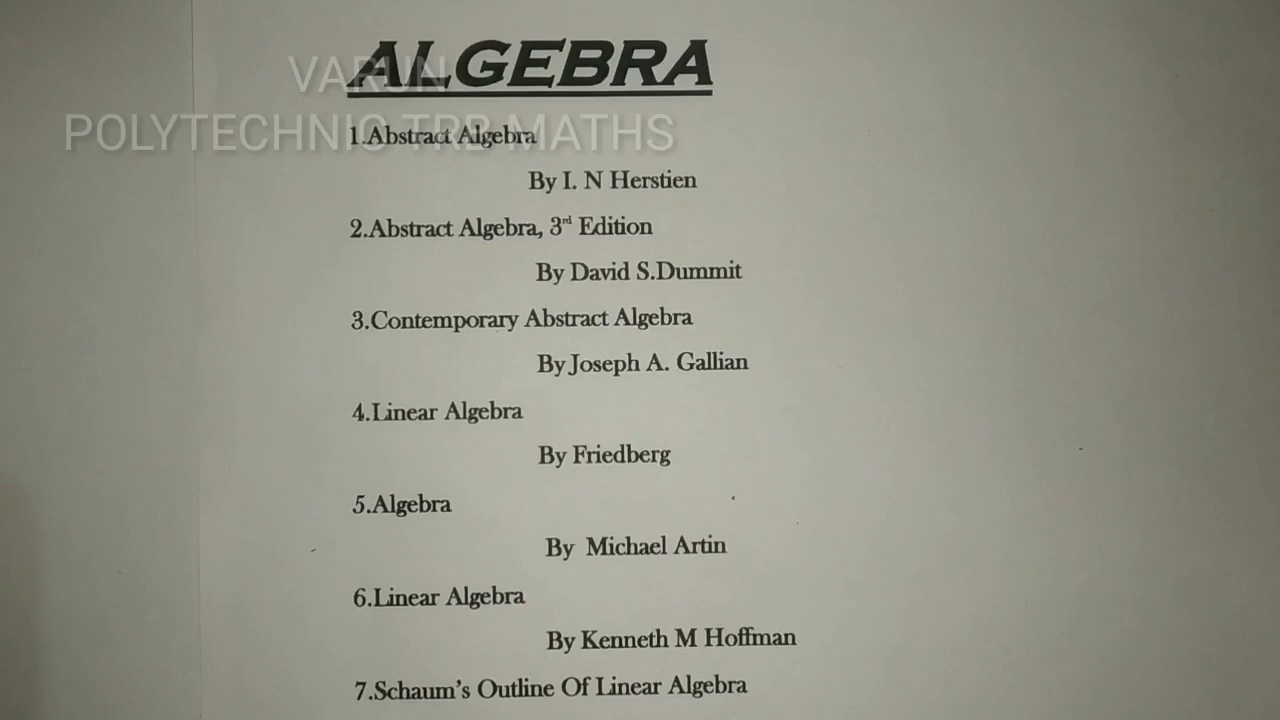 ALGEBRA
VARUN
POLYTECHNIC TRB MATHS
1.Abstract Algebra
By I. N Herstien
2.Abstract Algebra, 3rd Edition
By David S.Dummit
3.Contemporary Abstract Algebra
By Joseph A. Gallian
4.Linear Algebra
By Friedberg
5.Algebra
By Michael Artin
6.Linear Algebra
By Kenneth M Hoffman
7.Schaum's Outline Of Linear Algebra